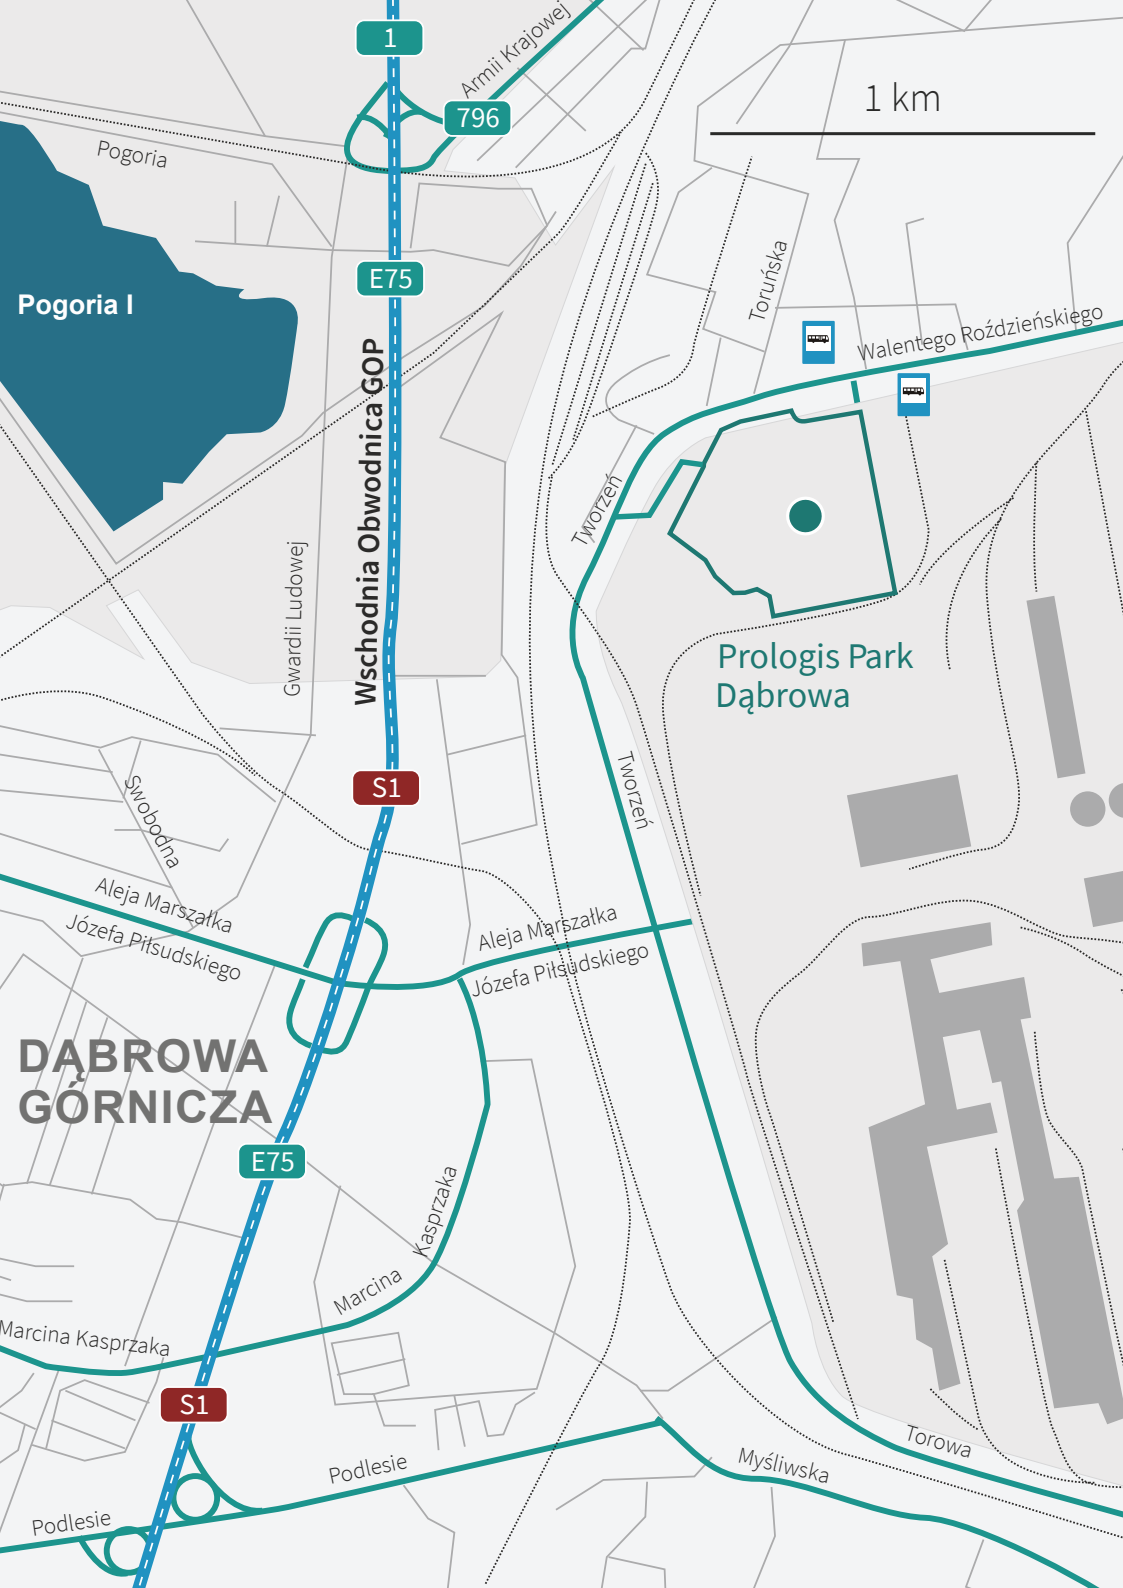 1
Armii Krajowej
796
1 km
Pogoria
Toruńska
E75
Pogoria I
Walentego Roździeńskiego
Wschodnia Obwodnica GOP
Tworzeń
Gwardii Ludowej
Prologis Park
Dąbrowa
Tworzeń
S1
Swobodna
Aleja Marszałka
Józefa Piłsudskiego
Aleja Marszałka
Józefa Piłsudskiego
DĄBROWA
GÓRNICZA
E75
Kasprzaka
Marcina
Marcina Kasprzaka
S1
Torowa
Myśliwska
Podlesie
Podlesie